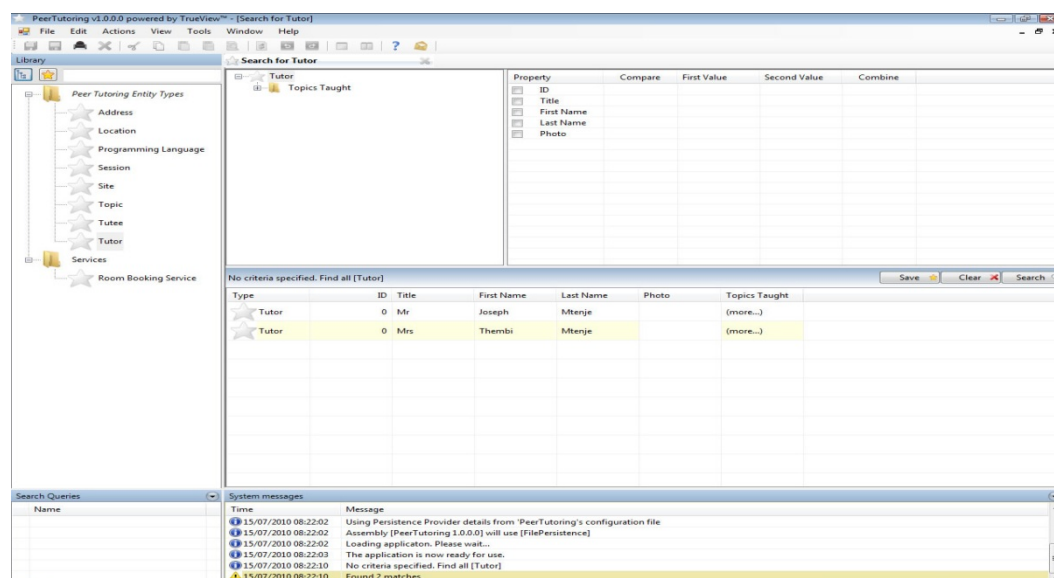 PeerTutoring v1.0.0.0 powered by TrueView™ - [Search for Tutor]
File Edit Actions View Tools Window Help
Library
Search for Tutor
Peer Tutoring Entity Types
Address
Location
Programming Language
Session
Site
Topic
Tutee
Tutor
Services
Room Booking Service
Tutor
Topics Taught
Property Compare First Value Second Value Combine
ID
Title
First Name
Last Name
Photo
No criteria specified. Find all [Tutor] Save Clear Search
Type ID Title First Name Last Name Photo Topics Taught
Tutor 0 Mr Joseph Mtenje (more...)
Tutor 0 Mrs Thembi Mtenje (more...)
Search Queries
Name
System messages
Time Message
15/07/2010 08:22:02 Using Persistence Provider details from 'PeerTutoring's configuration file
15/07/2010 08:22:02 Assembly [PeerTutoring 1.0.0.0] will use [FilePersistence]
15/07/2010 08:22:02 Loading applicaton. Please wait...
15/07/2010 08:22:03 The application is now ready for use.
15/07/2010 08:22:10 No criteria specified. Find all [Tutor]
15/07/2010 08:22:10 Found 2 matches